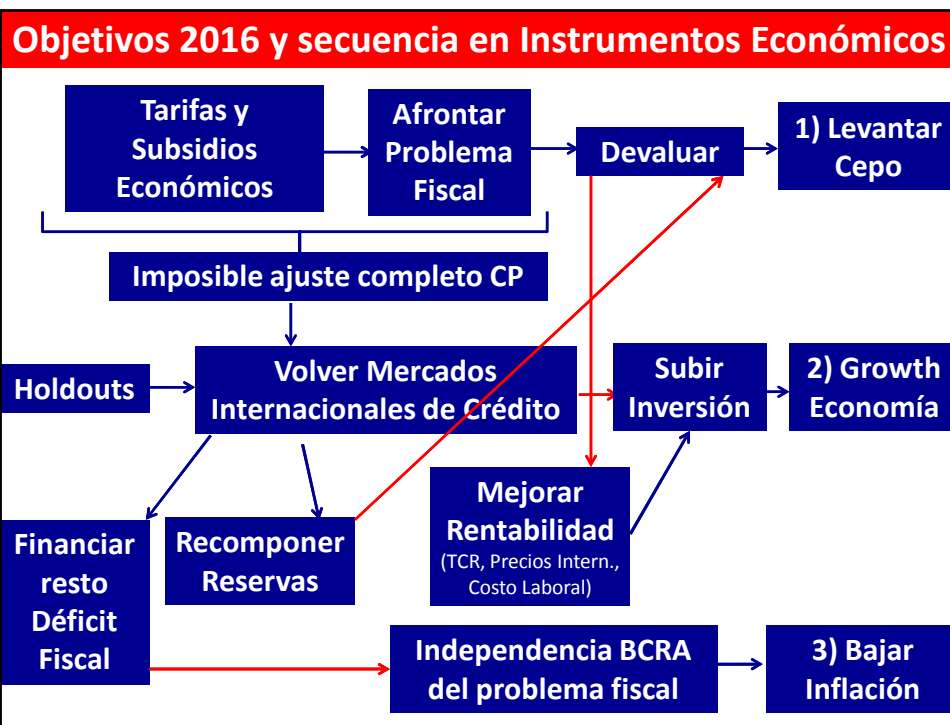 Objetivos 2016 y secuencia en Instrumentos Económicos
Tarifas y
Subsidios
Económicos
Afrontar
Problema
Fiscal
Devaluar
1) Levantar
Cepo
Imposible ajuste completo CP
Holdouts
Volver Mercados
Internacionales de Crédito
Subir
Inversión
2) Growth
Economía
Financiar
resto
Déficit
Fiscal
Recomponer
Reservas
Mejorar
Rentabilidad
(TCR, Precios Intern.,
Costo Laboral)
Independencia BCRA
del problema fiscal
3) Bajar
Inflación